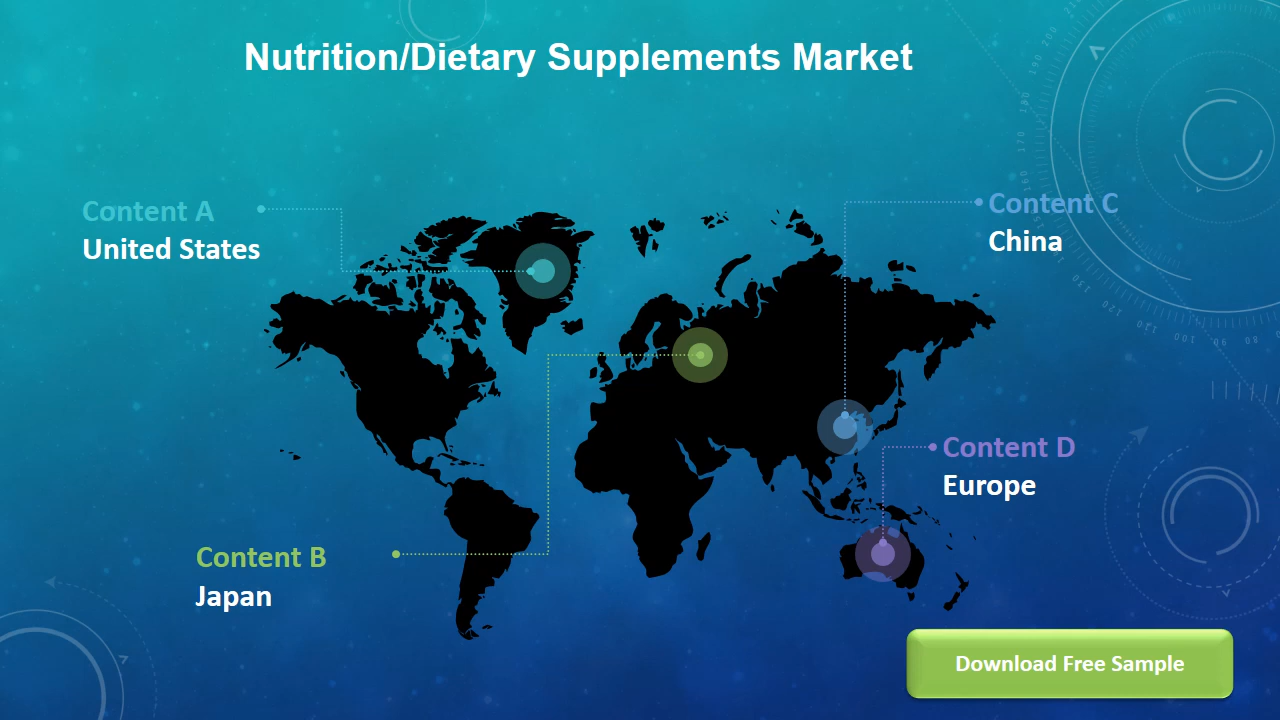 Nutrition/Dietary Supplements Market
Content A
United States
Content C
China
Content D
Europe
Content B
Japan
Download Free Sample